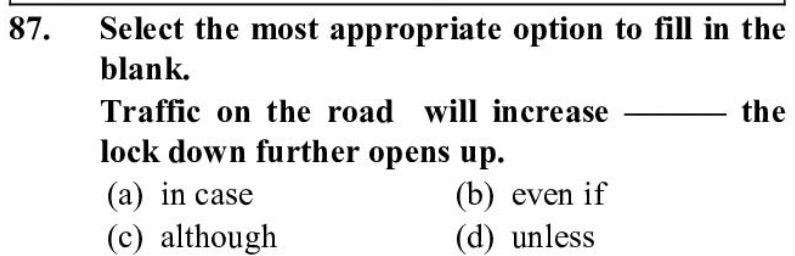 87. Select the most appropriate option to fill in the
blank.
Traffic on the road will increase ——— the
lock down further opens up.
(a) in case (b) even if
(c) although (d) unless